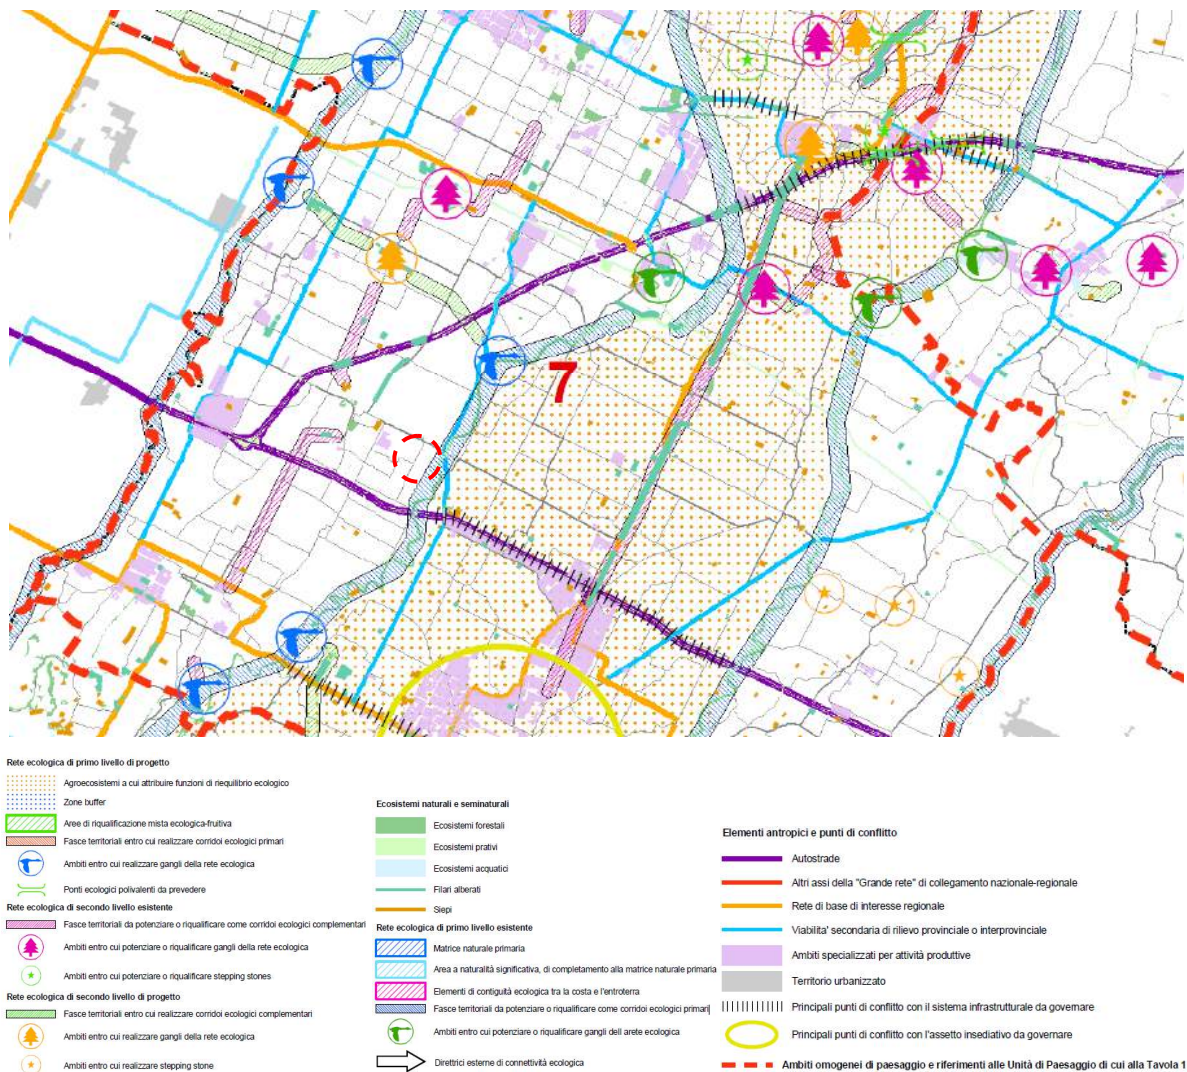 7
Rete ecologica di primo livello di progetto
Agroecosistemi a cui attribuire funzioni di riequilibrio ecologico
Zone buffer
Aree di riqualificazione mista ecologica-fruitiva
Fasce territoriali entro cui realizzare corridoi ecologici primari
Ambiti entro cui realizzare gangli della rete ecologica
Ponti ecologici polivalenti da prevedere
Rete ecologica di secondo livello esistente
Fasce territoriali da potenziare o riqualificare come corridoi ecologici complementari
Ambiti entro cui potenziare o riqualificare gangli della rete ecologica
Ambiti entro cui potenziare o riqualificare stepping stones
Rete ecologica di secondo livello di progetto
Fasce territoriali entro cui realizzare corridoi ecologici complementari
Ambiti entro cui realizzare gangli della rete ecologica
Ambiti entro cui realizzare stepping stone
Ecosistemi naturali e seminaturali
Ecosistemi forestali
Ecosistemi prativi
Ecosistemi acquatici
Filari alberati
Siepi
Rete ecologica di primo livello esistente
Matrice naturale primaria
Area a naturalità significativa, di completamento alla matrice naturale primaria
Elementi di contiguità ecologica tra la costa e l'entroterra
Fasce territoriali da potenziare o riqualificare come corridoi ecologici primari
Ambiti entro cui potenziare o riqualificare gangli dell arete ecologica
Direttrici esterne di connettività ecologica
Elementi antropici e punti di conflitto
Autostrade
Altri assi della "Grande rete" di collegamento nazionale-regionale
Rete di base di interesse regionale
Viabilita' secondaria di rilievo provinciale o interprovinciale
Ambiti specializzati per attività produttive
Territorio urbanizzato
Principali punti di conflitto con il sistema infrastrutturale da governare
Principali punti di conflitto con l'assetto insediativo da governare
Ambiti omogenei di paesaggio e riferimenti alle Unità di Paesaggio di cui alla Tavola 1